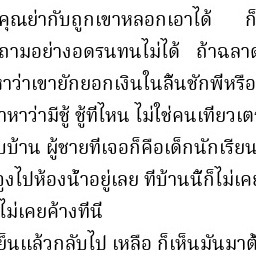 คุณย่ากับถูกเขาหลอกเอาได้ ก็
ถามอย่างอดรนทนไม่ได้ ถ้าฉลาด
ว่าเขายักยอกเงินในลิ้นชักพีหรือ
หาว่ามีชู้ ชู้ที่ไหน ไม่ใช่คนเที่ยวเต
บ้าน ผู้ชายที่เจอก็คือเด็กนักเรียน
ไปห้องน้ำอยู่เลย ที่บ้านนี้ก็ไม่เคย
ไม่เคยค้างที่นี่
แล้วกลับไป เหลือ ก็เห็นมันมา